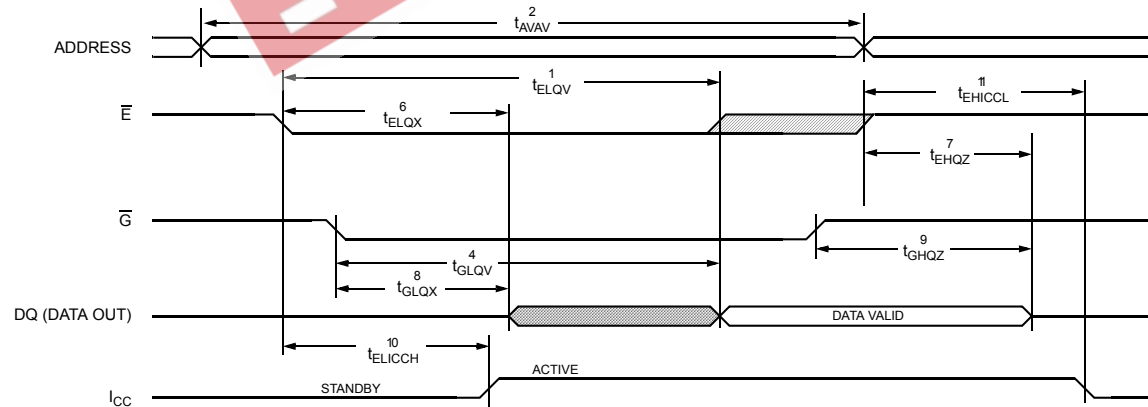 2
tAVAV
ADDRESS
1
tELQV
11
tEHICCL
6
tELQX
E
7
tEHQZ
G
9
tGHQZ
4
tGLQV
8
tGLQX
DQ (DATA OUT)
DATA VALID
10
tELICCH
ACTIVE
STANDBY
ICC